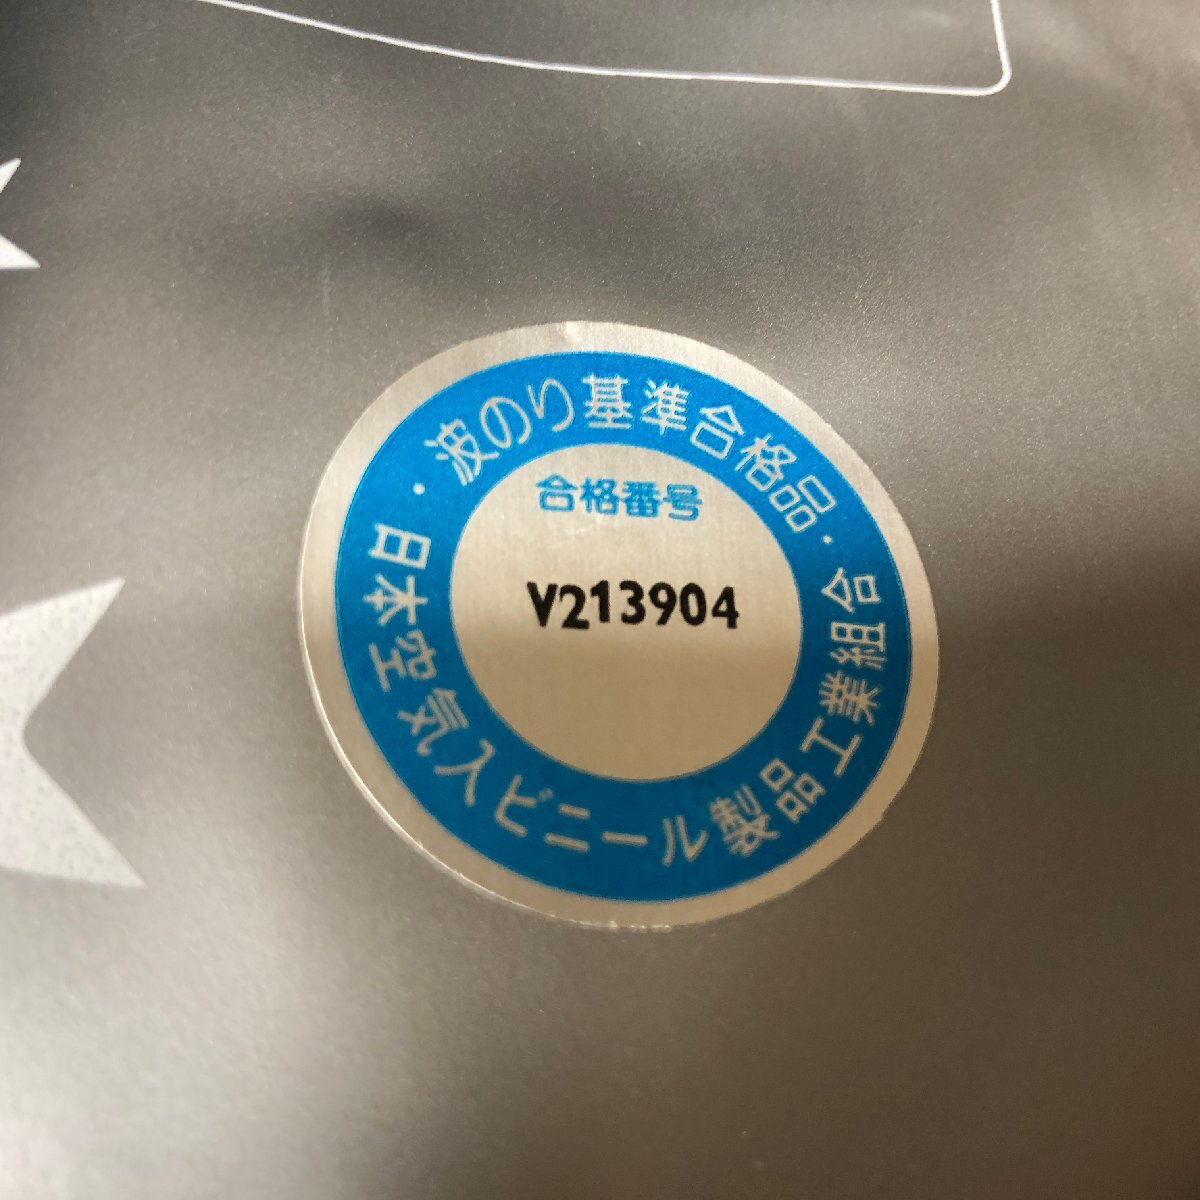 ・波のり基準合格品・
合格番号
V213904
日本空気入ビニール製品工業組合